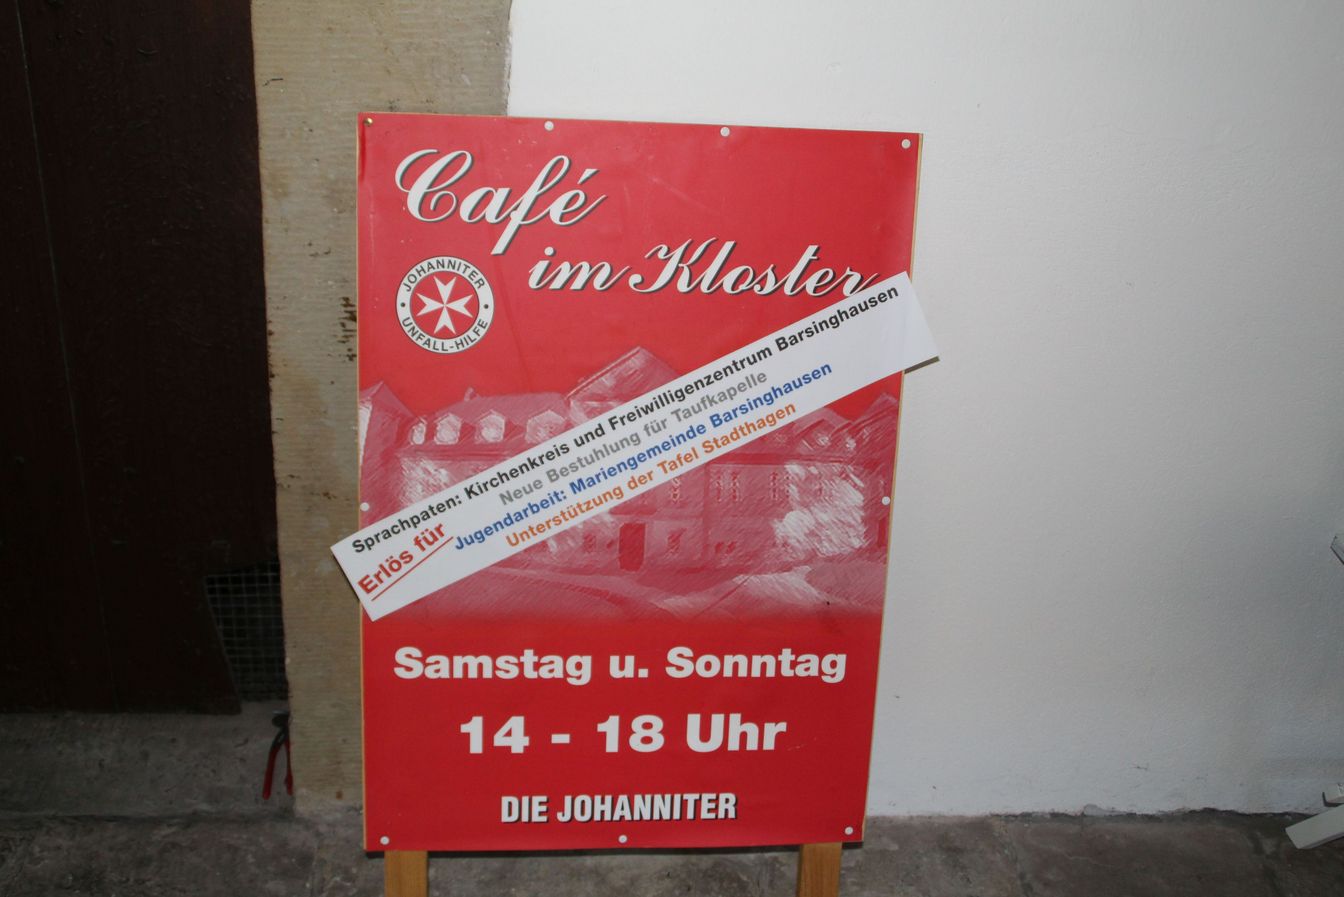 Café
im Kloster
JOHANNITER
UNFALL-HILFE
Sprachpaten: Kirchenkreis und Freiwilligenzentrum Barsinghausen
Neue Bestuhlung für Taufkapelle
Erlös für
Jugendarbeit: Mariengemeinde Barsinghausen
Unterstützung der Tafel Stadthagen
Samstag u. Sonntag
14 - 18 Uhr
DIE JOHANNITER